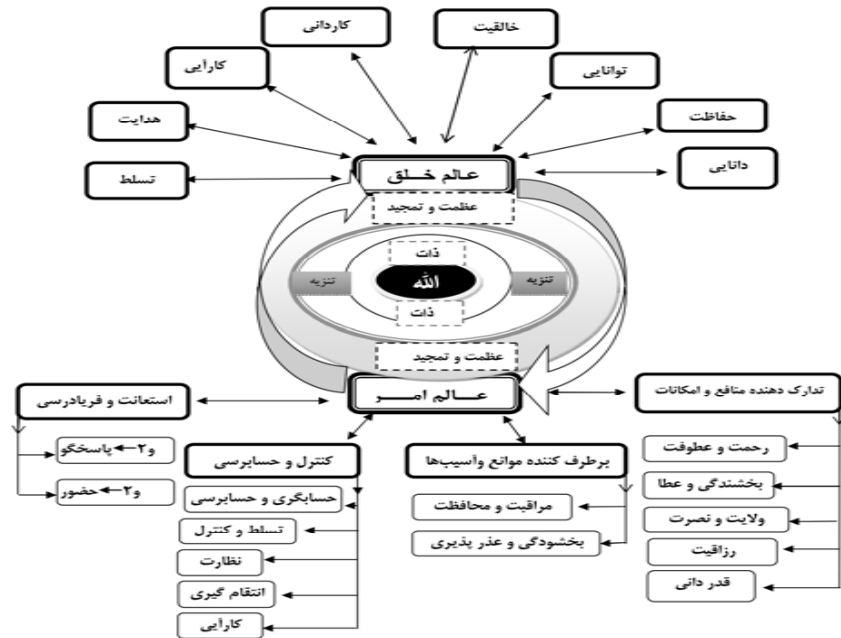 خالقیت
کاردانی
توانایی
کارآیی
حفاظت
هدایت
دانایی
تسلط
عالم خلق
عظمت و تمجید
ذات
تنزیه
الله
تنزیه
ذات
عظمت و تمجید
عالم امر
تدارک دهنده منافع و امکانات
رحمت و عطوفت
بخشندگی و عطا
ولایت و نصرت
رزاقیت
قدر دانی
برطرف کننده موانع وآسیب‌ها
مراقبت و محافظت
بخشودگی و عذر پذیری
کنترل و حسابرسی
حسابگری و حسابرسی
تسلط و کنترل
نظارت
انتقام گیری
کارآیی
استعانت و فریادرسی
و۲←پاسخگو
و۲←حضور